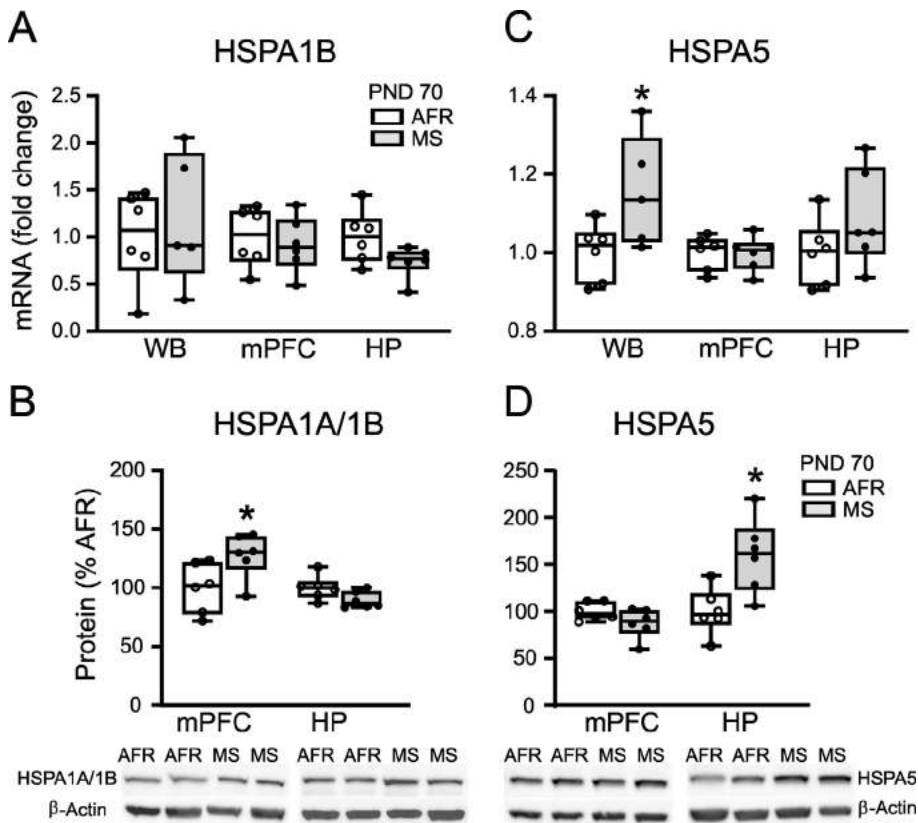 A
HSPA1B
mRNA (fold change)
2.5
2.0
1.5
1.0
0.5
0.0
PND 70
AFR
MS
WB mPFC HP
C
HSPA5
1.4
1.2
1.0
0.8
*
WB mPFC HP
B
HSPA1A/1B
Protein (% AFR)
200
150
100
50
0
*
mPFC HP
D
HSPA5
250
200
150
100
50
0
*
PND 70
AFR
MS
mPFC HP
AFR AFR MS MS AFR AFR MS MS AFR AFR MS MS AFR AFR MS MS
HSPA1A/1B HSPA5
β-Actin β-Actin